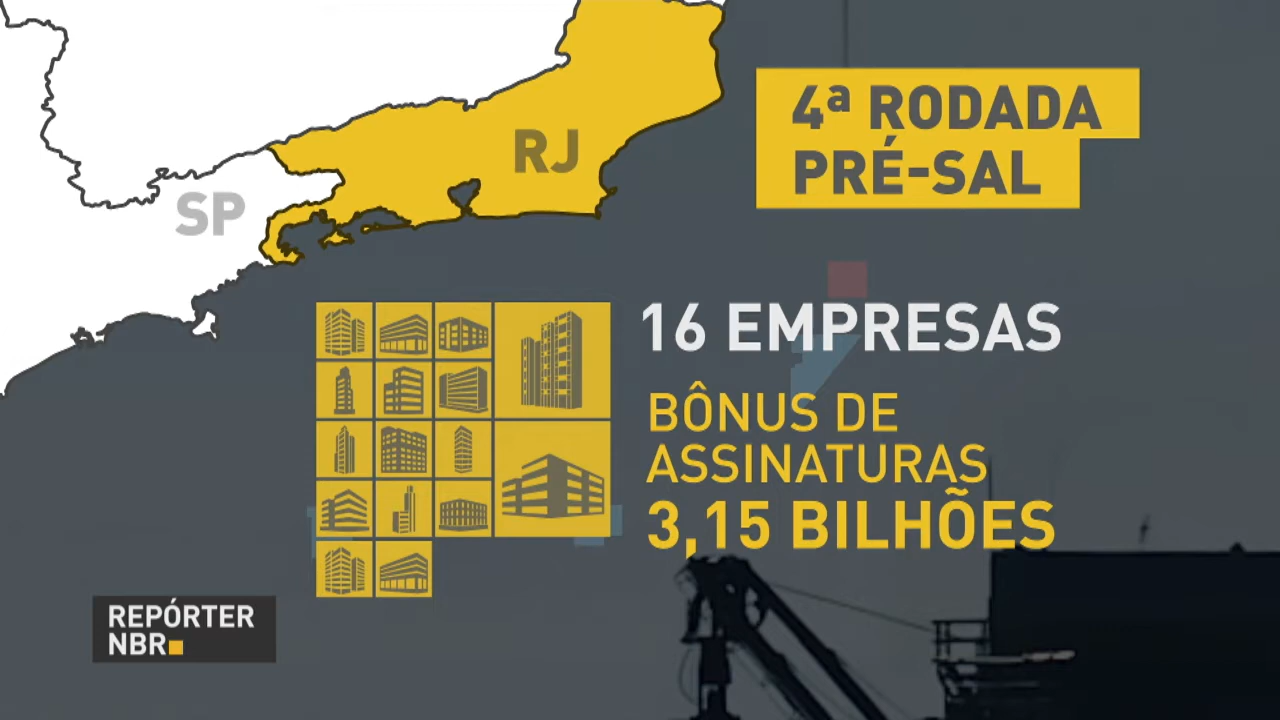 4ª RODADA
PRÉ-SAL
RJ
SP
16 EMPRESAS
BÔNUS DE
ASSINATURAS
3,15 BILHÕES
REPÓRTER
NBR